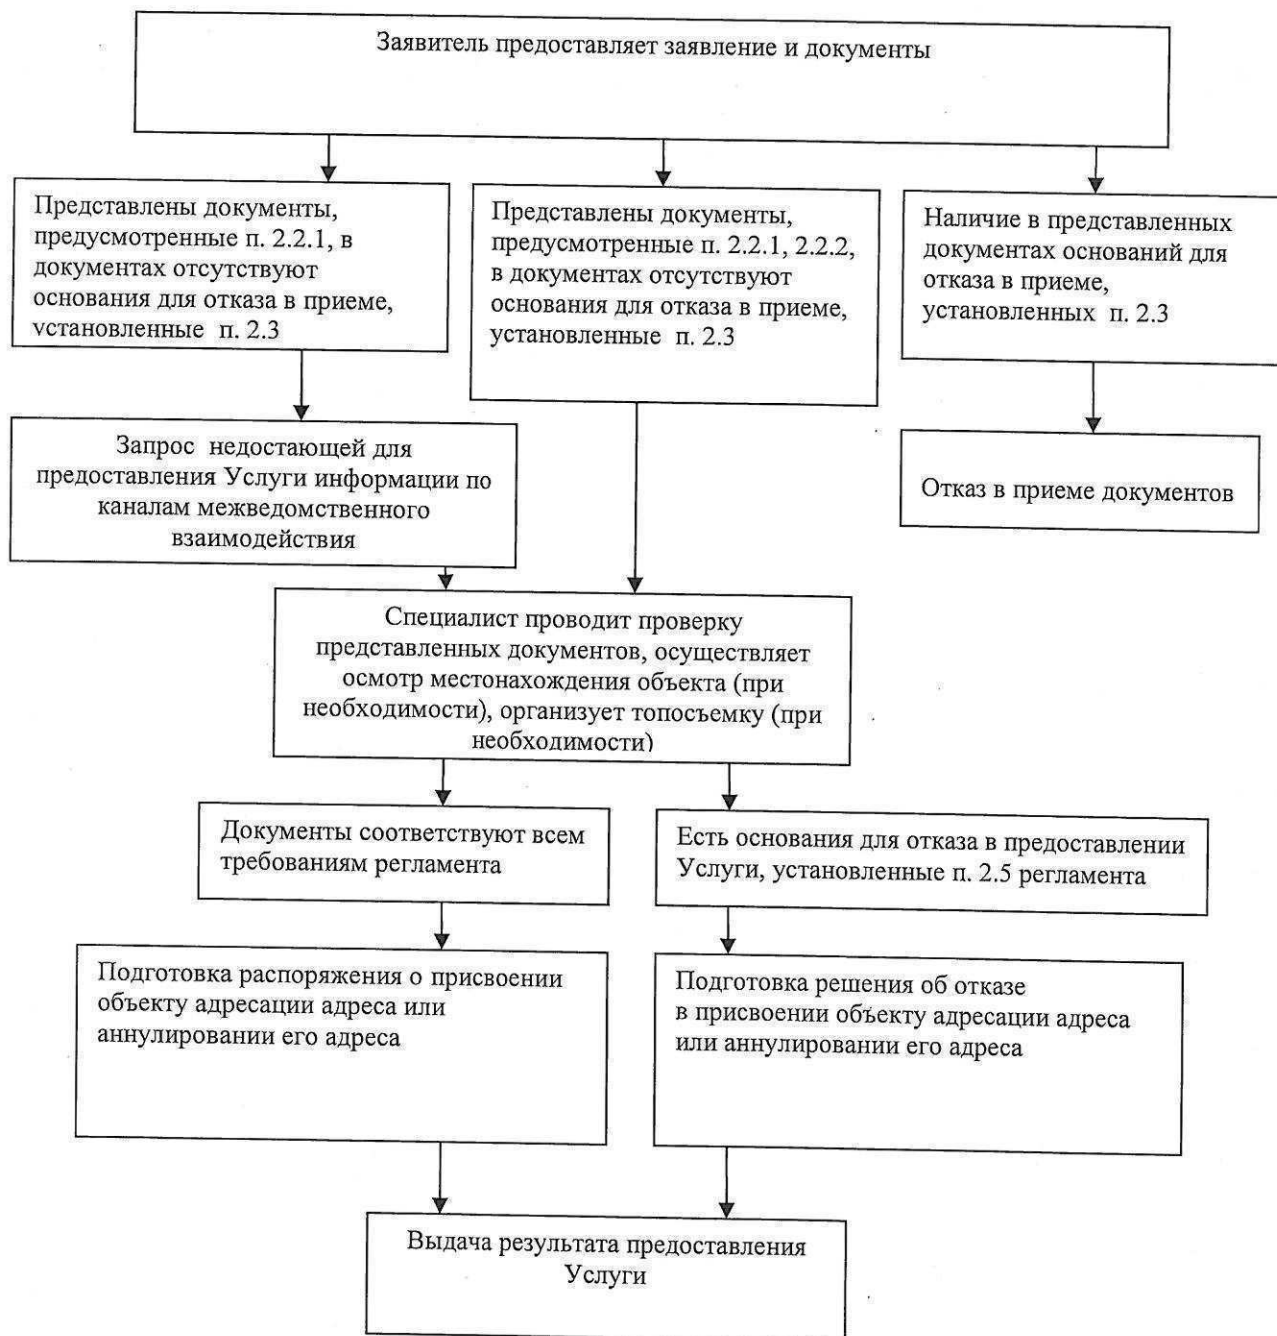 Заявитель предоставляет заявление и документы
Представлены документы,
предусмотренные п. 2.2.1, в
документах отсутствуют
основания для отказа в приеме,
установленные п. 2.3
Представлены документы,
предусмотренные п. 2.2.1, 2.2.2,
в документах отсутствуют
основания для отказа в приеме,
установленные п. 2.3
Наличие в представленных
документах оснований для
отказа в приеме,
установленных п. 2.3
Запрос недостающей для
предоставления Услуги информации по
каналам межведомственного
взаимодействия
Отказ в приеме документов
Специалист проводит проверку
представленных документов, осуществляет
осмотр местонахождения объекта (при
необходимости), организует топосъемку (при
необходимости)
Документы соответствуют всем
требованиям регламента
Есть основания для отказа в предоставлении
Услуги, установленные п. 2.5 регламента
Подготовка распоряжения о присвоении
объекту адресации адреса или
аннулировании его адреса
Подготовка решения об отказе
в присвоении объекту адресации адреса
или аннулировании его адреса
Выдача результата предоставления
Услуги